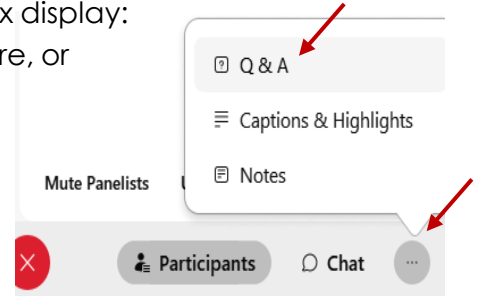 x display:
re, or
Q & A
Captions & Highlights
Notes
Mute Panelists
Participants
Chat